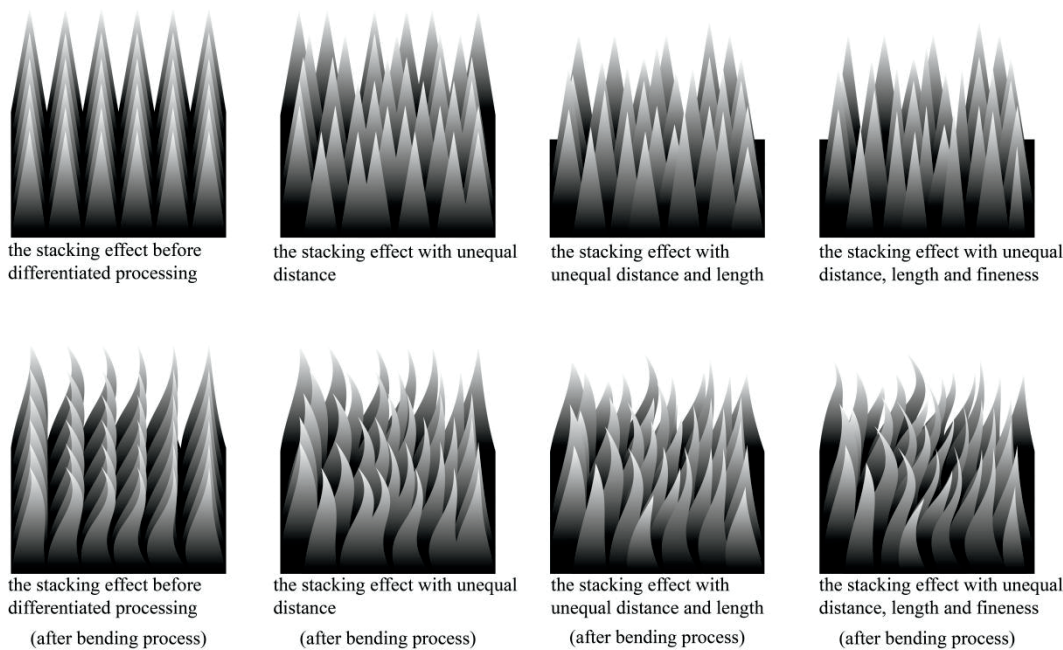 the stacking effect before
differentiated processing
the stacking effect with unequal
distance
the stacking effect with
unequal distance and length
the stacking effect with unequal
distance, length and fineness
the stacking effect before
differentiated processing
(after bending process)
the stacking effect with unequal
distance
(after bending process)
the stacking effect with
unequal distance and length
(after bending process)
the stacking effect with unequal
distance, length and fineness
(after bending process)